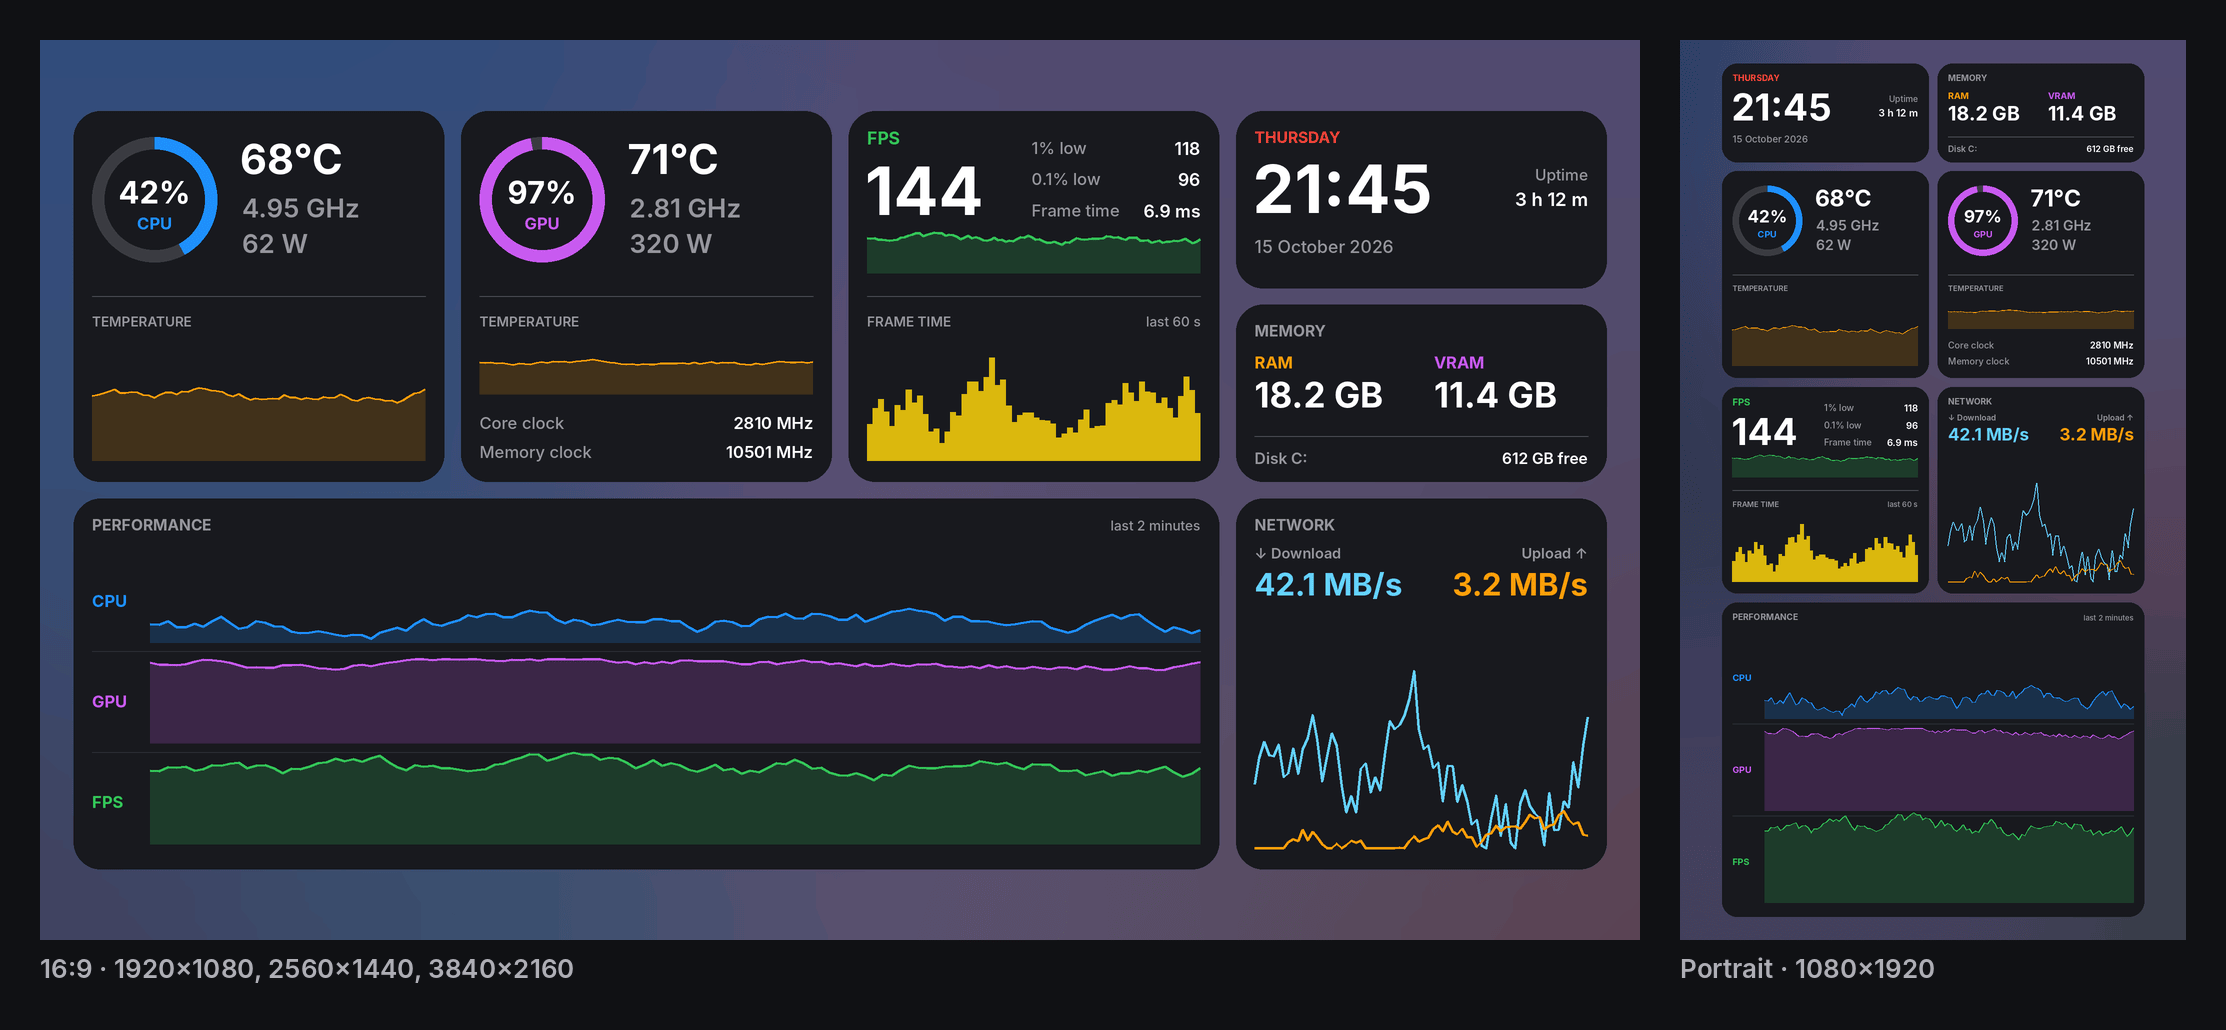 68°C
42%
CPU
4.95 GHz
62 W
TEMPERATURE
71°C
97%
GPU
2.81 GHz
320 W
TEMPERATURE
Core clock 2810 MHz
Memory clock 10501 MHz
FPS
144
1% low 118
0.1% low 96
Frame time 6.9 ms
FRAME TIME last 60 s
THURSDAY
21:45
Uptime
3 h 12 m
15 October 2026
MEMORY
RAM VRAM
18.2 GB 11.4 GB
Disk C: 612 GB free
PERFORMANCE last 2 minutes
CPU
GPU
FPS
NETWORK
↓ Download Upload ↑
42.1 MB/s 3.2 MB/s
16:9 · 1920×1080, 2560×1440, 3840×2160
THURSDAY
21:45
Uptime
3 h 12 m
15 October 2026
MEMORY
RAM VRAM
18.2 GB 11.4 GB
Disk C: 612 GB free
68°C
42%
CPU
4.95 GHz
62 W
TEMPERATURE
71°C
97%
GPU
2.81 GHz
320 W
TEMPERATURE
Core clock 2810 MHz
Memory clock 10501 MHz
FPS
144
1% low 118
0.1% low 96
Frame time 6.9 ms
FRAME TIME last 60 s
NETWORK
↓ Download Upload ↑
42.1 MB/s 3.2 MB/s
PERFORMANCE last 2 minutes
CPU
GPU
FPS
Portrait · 1080×1920